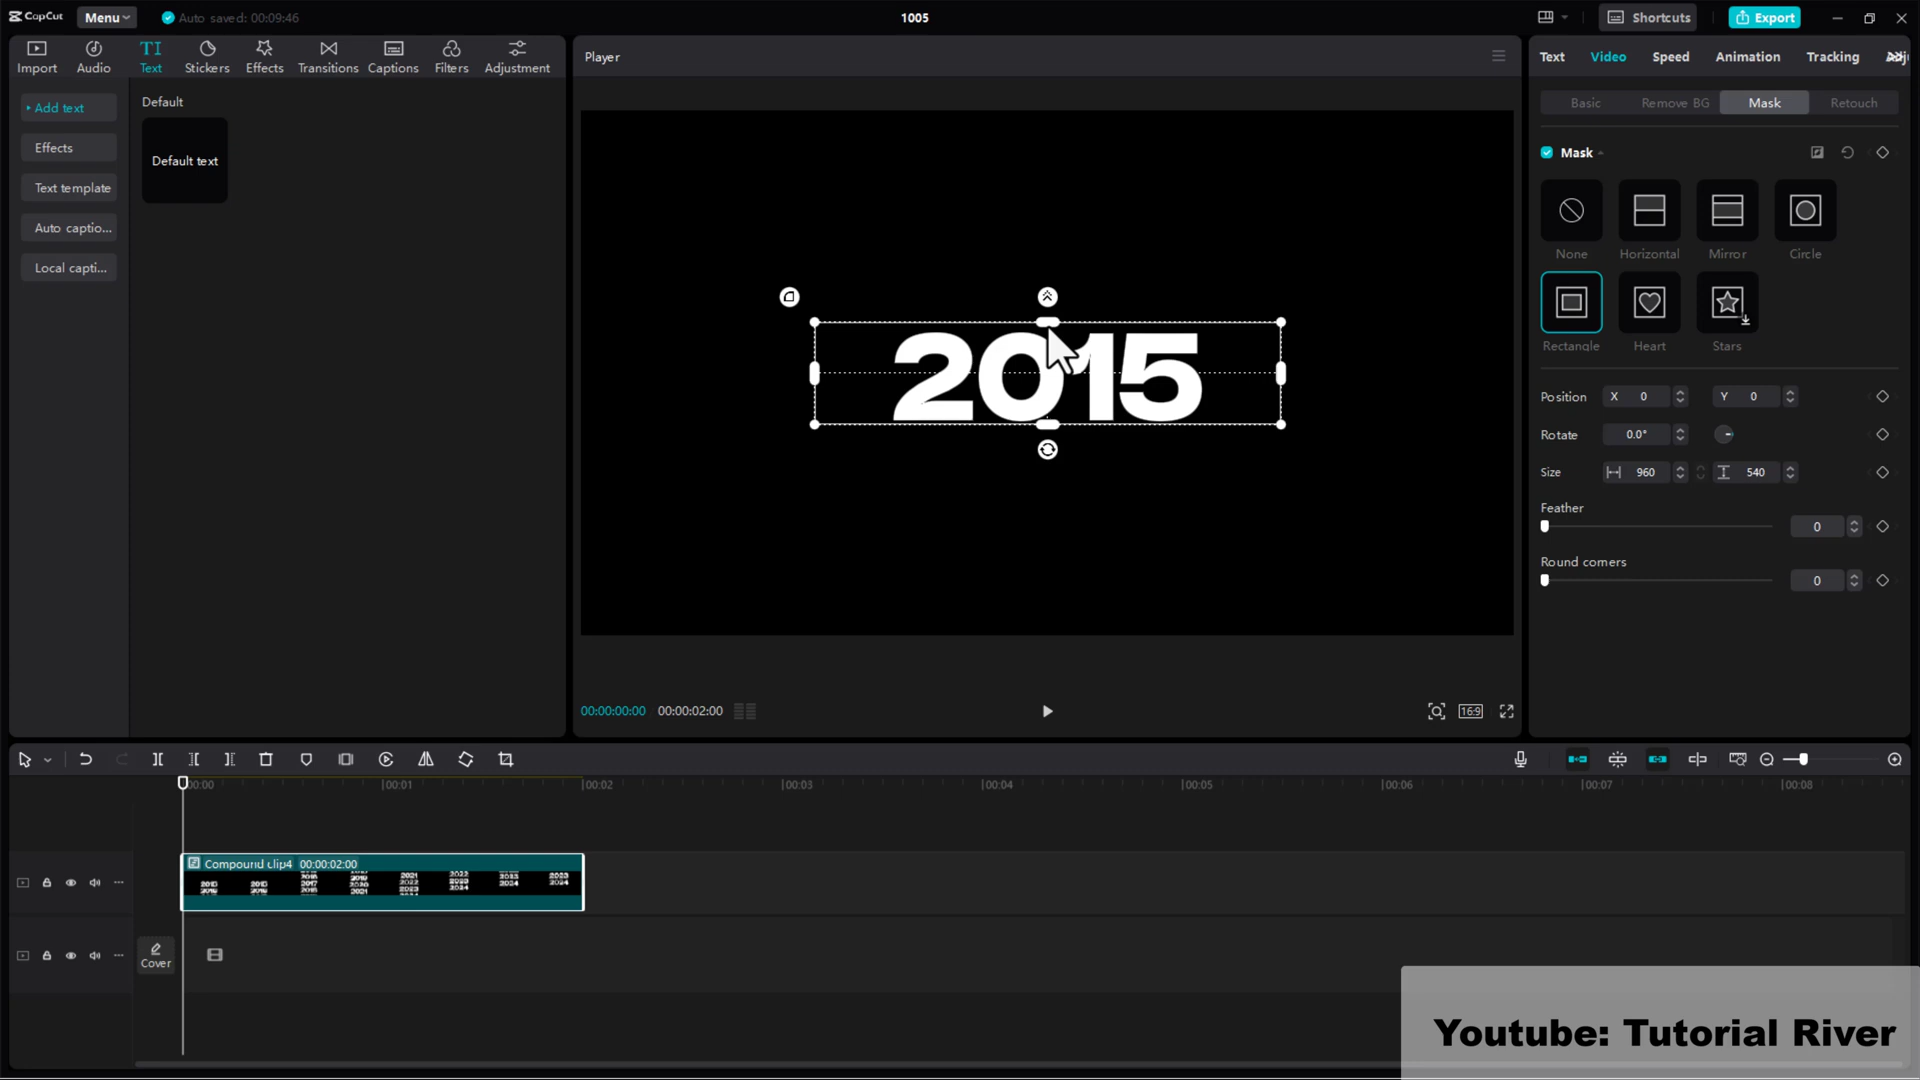 CapCut
Menu
Auto saved: 00:09:46
1005
Shortcuts
Export
Import
Audio
TI
Text
Stickers
Effects
Transitions
Captions
Filters
Adjustment
Add text
Effects
Text template
Auto captio...
Local capti...
Default
Default text
Player
2015
00:00:00:00
00:00:02:00
16:9
Text
Video
Speed
Animation
Tracking
Basic
Remove BG
Mask
Retouch
Mask
None
Horizontal
Mirror
Circle
Rectangle
Heart
Stars
Position
X 0
Y 0
Rotate
0.0°
Size
960
540
Feather
0
Round corners
0
00:00
00:01
00:02
00:03
00:04
00:05
00:06
00:07
00:08
Compound clip4 00:00:02:00
Cover
Youtube: Tutorial River